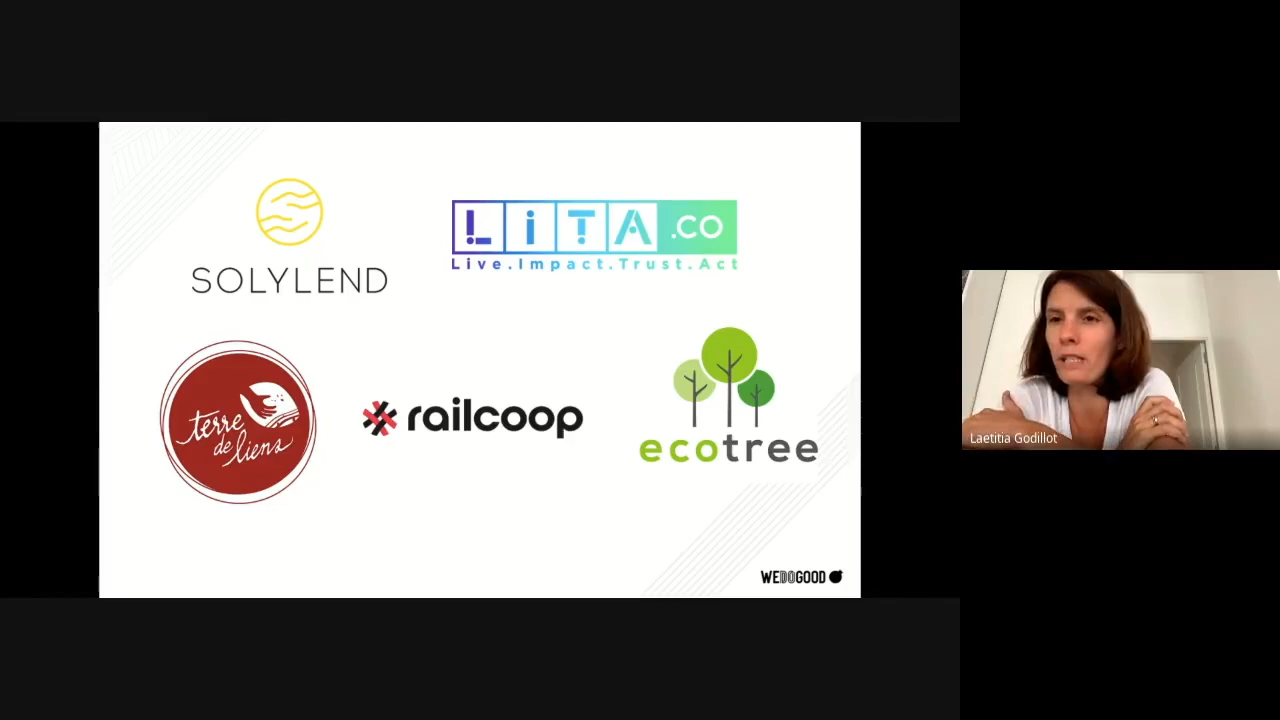 SOLYLEND
LiTA.CO
Live.Impact.Trust.Act
terre
de liens
railcoop
ecotree
WEDOGOOD
Laetitia Godillot